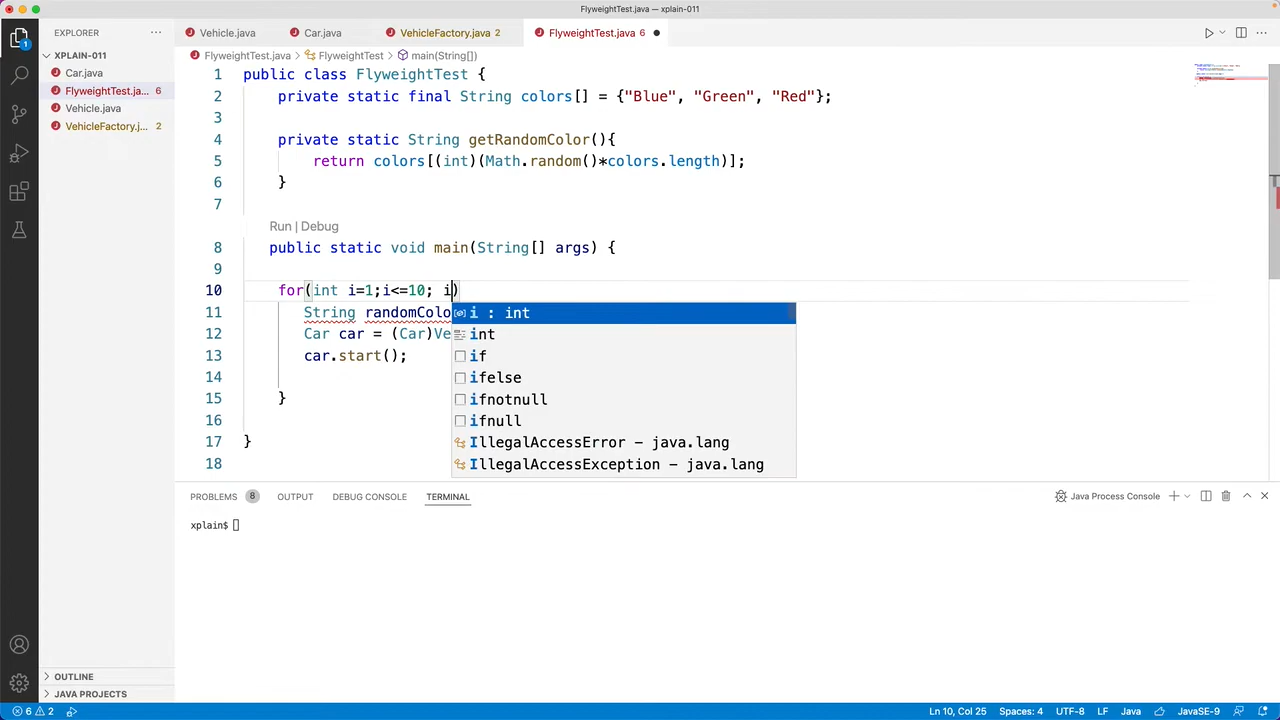 FlyweightTest.java — xplain-011
EXPLORER
Vehicle.java
Car.java
VehicleFactory.java 2
FlyweightTest.java 6
XPLAIN-011
FlyweightTest.java > FlyweightTest > main(String[])
Car.java
FlyweightTest.ja... 6
Vehicle.java
VehicleFactory.j... 2
1 public class FlyweightTest {
2 private static final String colors[] = {"Blue", "Green", "Red"};
3
4 private static String getRandomColor(){
5 return colors[(int)(Math.random()*colors.length)];
6 }
7
Run | Debug
8 public static void main(String[] args) {
9
10 for(int i=1;i<=10; i)
11 String randomColo
12 Car car = (Car)Ve
13 car.start();
14
15 }
16
17 }
18
i : int
int
if
ifelse
ifnotnull
ifnull
IllegalAccessError - java.lang
IllegalAccessException - java.lang
PROBLEMS 8 OUTPUT DEBUG CONSOLE TERMINAL
Java Process Console
xplain$
OUTLINE
JAVA PROJECTS
6 2
Ln 10, Col 25 Spaces: 4 UTF-8 LF Java JavaSE-9